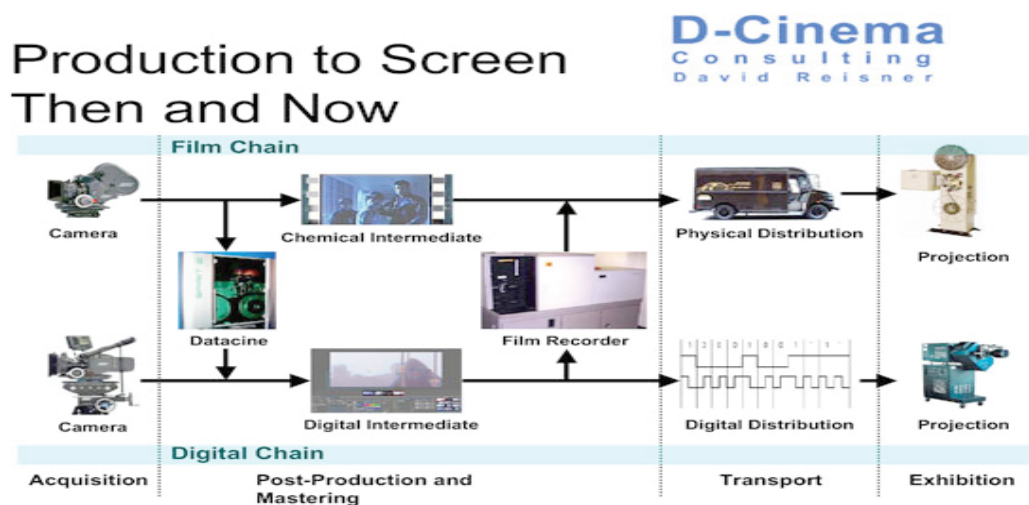 Production to Screen
Then and Now
D-Cinema
Consulting
David Reisner
Film Chain
Camera
Chemical Intermediate
Physical Distribution
Projection
Datacine
Film Recorder
Camera
Digital Intermediate
Digital Distribution
Projection
Digital Chain
Acquisition
Post-Production and
Mastering
Transport
Exhibition